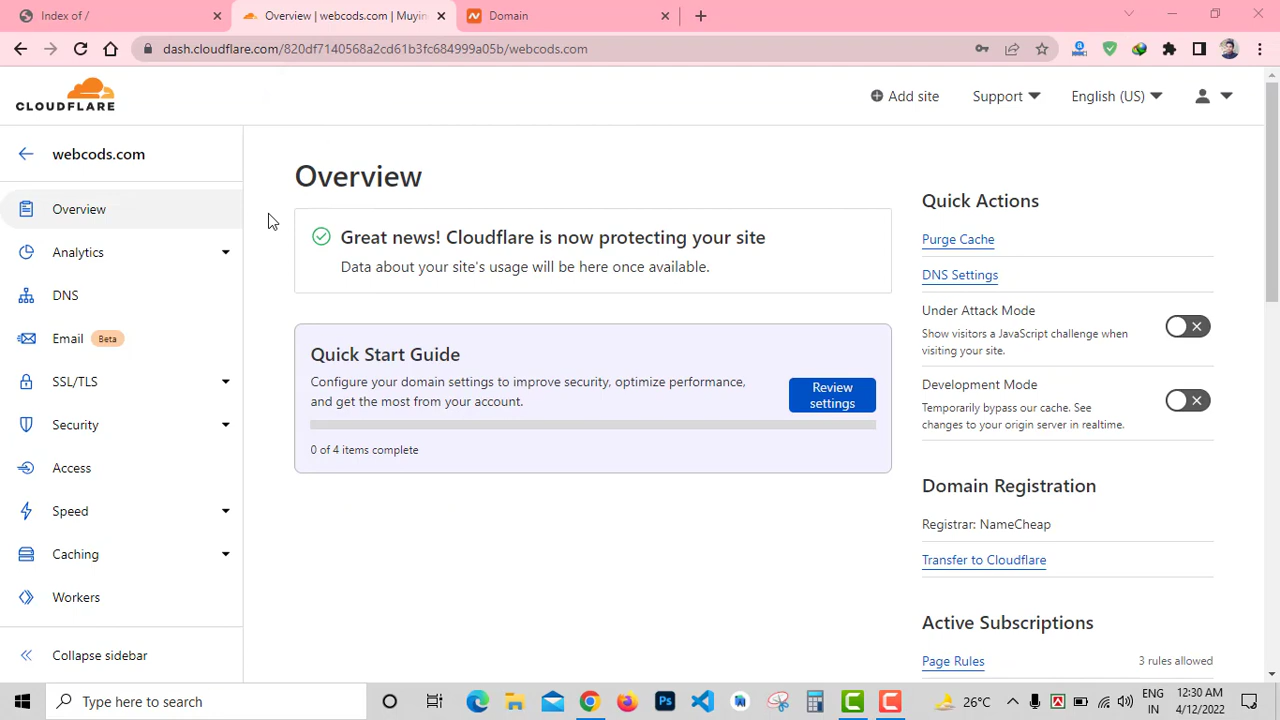 Index of /
Overview | webcods.com | Muyin
Domain
dash.cloudflare.com/820df7140568a2cd61b3fc684999a05b/webcods.com
CLOUDFLARE
Add site
Support
English (US)
webcods.com
Overview
Analytics
DNS
Email Beta
SSL/TLS
Security
Access
Speed
Caching
Workers
Collapse sidebar
Overview
Great news! Cloudflare is now protecting your site
Data about your site's usage will be here once available.
Quick Start Guide
Configure your domain settings to improve security, optimize performance,
and get the most from your account.
Review
settings
0 of 4 items complete
Quick Actions
Purge Cache
DNS Settings
Under Attack Mode
Show visitors a JavaScript challenge when
visiting your site.
Development Mode
Temporarily bypass our cache. See
changes to your origin server in realtime.
Domain Registration
Registrar: NameCheap
Transfer to Cloudflare
Active Subscriptions
Page Rules
3 rules allowed
Type here to search
Ps
26°C
ENG
IN
12:30 AM
4/12/2022